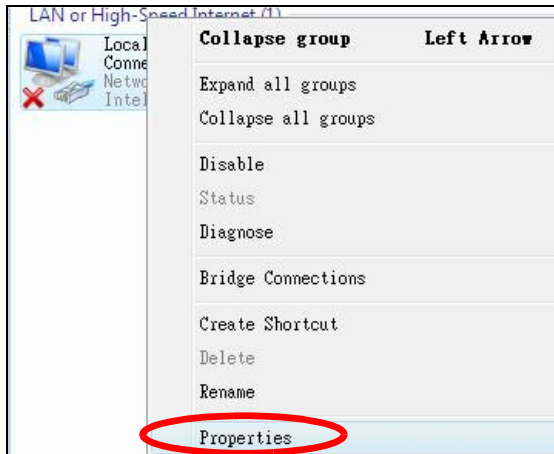 LAN or High-Speed Internet (1)
Local
Conne
Netwo
Intel
Collapse group Left Arrow
Expand all groups
Collapse all groups
Disable
Status
Diagnose
Bridge Connections
Create Shortcut
Delete
Rename
Properties